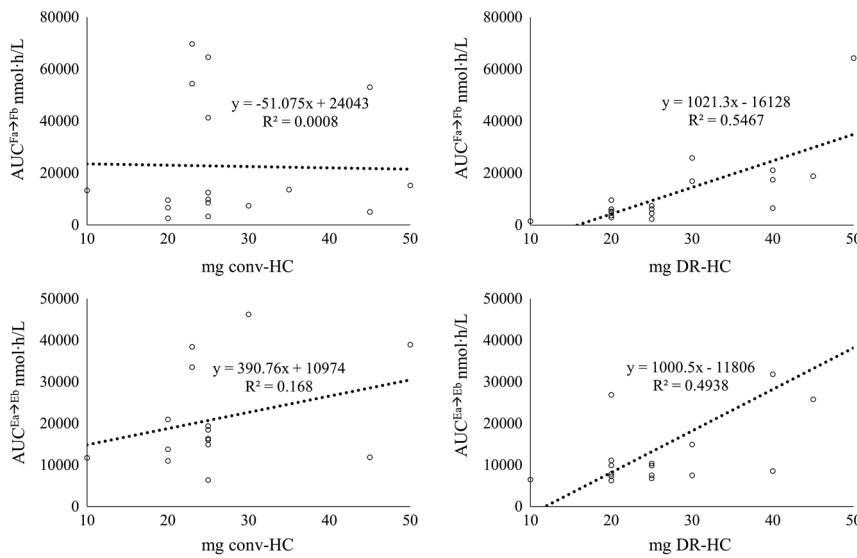 AUC^Fa→Fb nmol·h/L
80000
60000
40000
20000
0
y = -51.075x + 24043
R² = 0.0008
10 20 30 40 50
mg conv-HC
AUC^Fa→Fb nmol·h/L
80000
60000
40000
20000
0
y = 1021.3x - 16128
R² = 0.5467
10 20 30 40 50
mg DR-HC
AUC^Ea→Eb nmol·h/L
50000
40000
30000
20000
10000
0
y = 390.76x + 10974
R² = 0.168
10 20 30 40 50
mg conv-HC
AUC^Ea→Eb nmol·h/L
50000
40000
30000
20000
10000
0
y = 1000.5x - 11806
R² = 0.4938
10 20 30 40 50
mg DR-HC